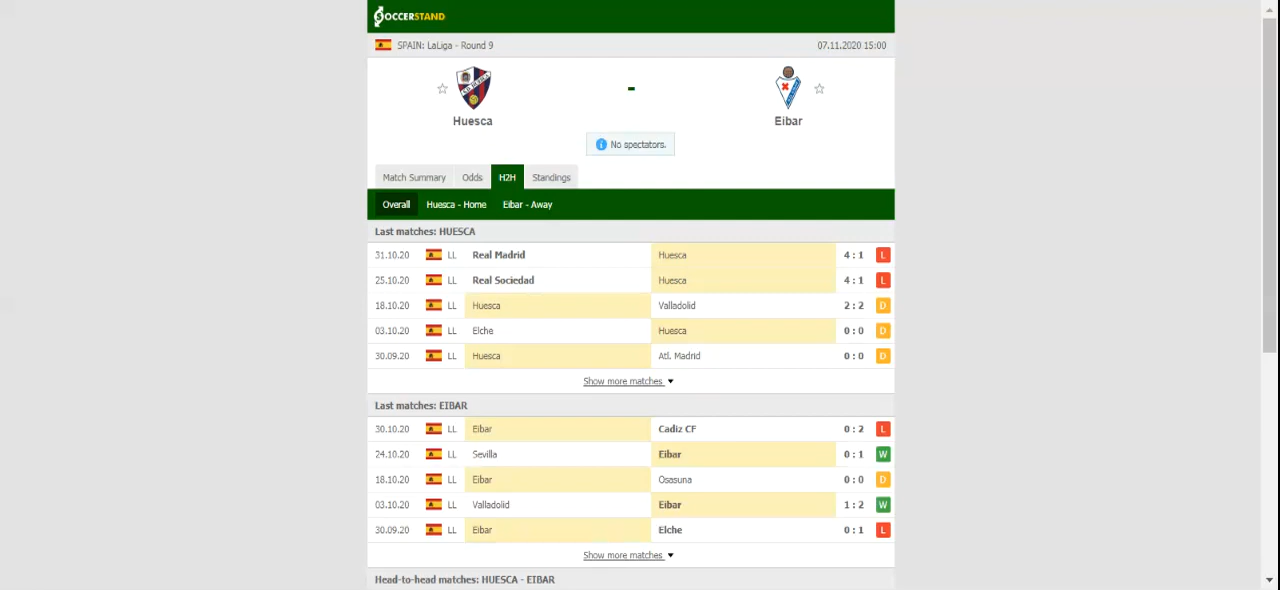 SOCCERSTAND
SPAIN: LaLiga - Round 9 07.11.2020 15:00
-
Huesca Eibar
No spectators.
Match Summary Odds H2H Standings
Overall Huesca - Home Eibar - Away
Last matches: HUESCA
31.10.20 LL Real Madrid Huesca 4 : 1 L
25.10.20 LL Real Sociedad Huesca 4 : 1 L
18.10.20 LL Huesca Valladolid 2 : 2 D
03.10.20 LL Elche Huesca 0 : 0 D
30.09.20 LL Huesca Atl. Madrid 0 : 0 D
Show more matches
Last matches: EIBAR
30.10.20 LL Eibar Cadiz CF 0 : 2 L
24.10.20 LL Sevilla Eibar 0 : 1 W
18.10.20 LL Eibar Osasuna 0 : 0 D
03.10.20 LL Valladolid Eibar 1 : 2 W
30.09.20 LL Eibar Elche 0 : 1 L
Show more matches
Head-to-head matches: HUESCA - EIBAR